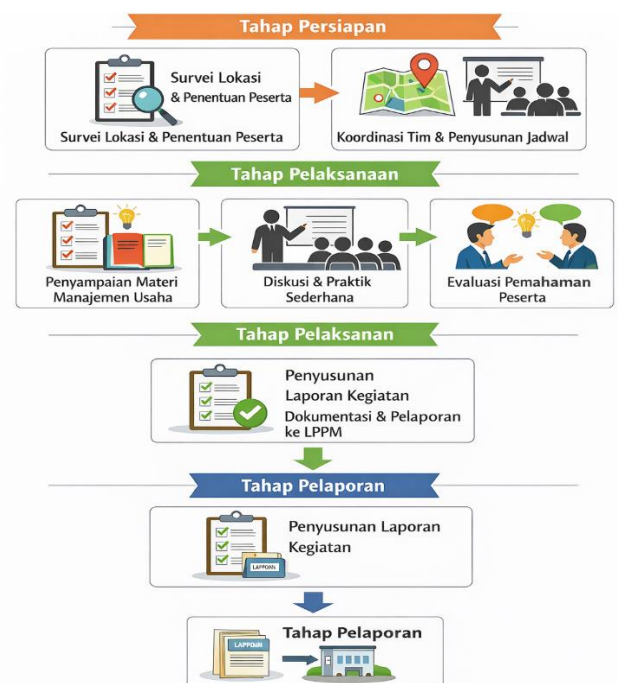 Tahap Persiapan
Survei Lokasi
& Penentuan Peserta
Survei Lokasi & Penentuan Peserta
Koordinasi Tim & Penyusunan Jadwal
Tahap Pelaksanaan
Penyampaian Materi
Manajemen Usaha
Diskusi & Praktik
Sederhana
Evaluasi Pemahaman
Peserta
Tahap Pelaksanan
Penyusunan
Laporan Kegiatan
Dokumentasi & Pelaporan
ke LPPM
Tahap Pelaporan
Penyusunan Laporan
Kegiatan
Tahap Pelaporan